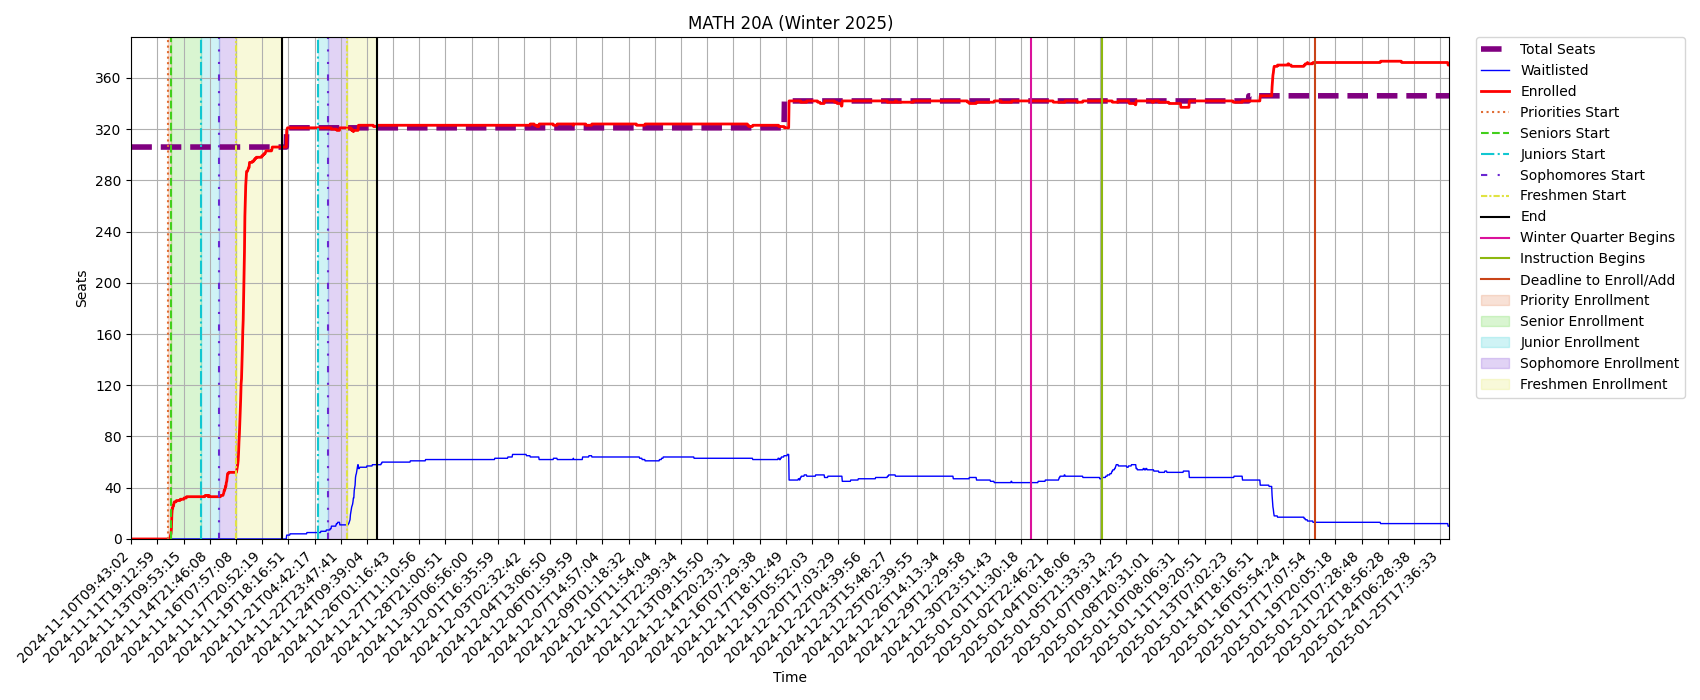 MATH 20A (Winter 2025)
Seats
360
320
280
240
200
160
120
80
40
0
2024-11-10T09:43:02
2024-11-11T19:12:59
2024-11-13T09:53:15
2024-11-14T21:46:08
2024-11-16T07:57:08
2024-11-17T20:52:19
2024-11-19T18:16:51
2024-11-21T04:42:17
2024-11-22T23:47:41
2024-11-24T09:39:04
2024-11-26T01:16:43
2024-11-27T11:10:56
2024-11-28T21:00:51
2024-11-30T06:56:00
2024-12-01T16:35:59
2024-12-03T02:32:42
2024-12-04T13:06:50
2024-12-06T01:59:59
2024-12-07T14:57:04
2024-12-09T01:18:32
2024-12-10T11:54:04
2024-12-11T22:39:34
2024-12-13T09:15:50
2024-12-14T20:23:31
2024-12-16T07:29:38
2024-12-17T18:12:49
2024-12-19T05:52:03
2024-12-20T17:03:29
2024-12-22T04:39:56
2024-12-23T15:48:27
2024-12-25T02:39:55
2024-12-26T14:13:34
2024-12-29T12:29:58
2024-12-30T23:51:43
2025-01-01T11:30:18
2025-01-02T22:46:21
2025-01-04T10:18:06
2025-01-05T21:33:33
2025-01-07T09:14:25
2025-01-08T20:31:01
2025-01-10T08:06:31
2025-01-11T19:20:51
2025-01-13T07:02:23
2025-01-14T18:16:51
2025-01-16T05:54:24
2025-01-17T17:07:54
2025-01-19T20:05:18
2025-01-21T07:28:48
2025-01-22T18:56:28
2025-01-24T06:28:38
2025-01-25T17:36:33
Time
Total Seats
Waitlisted
Enrolled
Priorities Start
Seniors Start
Juniors Start
Sophomores Start
Freshmen Start
End
Winter Quarter Begins
Instruction Begins
Deadline to Enroll/Add
Priority Enrollment
Senior Enrollment
Junior Enrollment
Sophomore Enrollment
Freshmen Enrollment